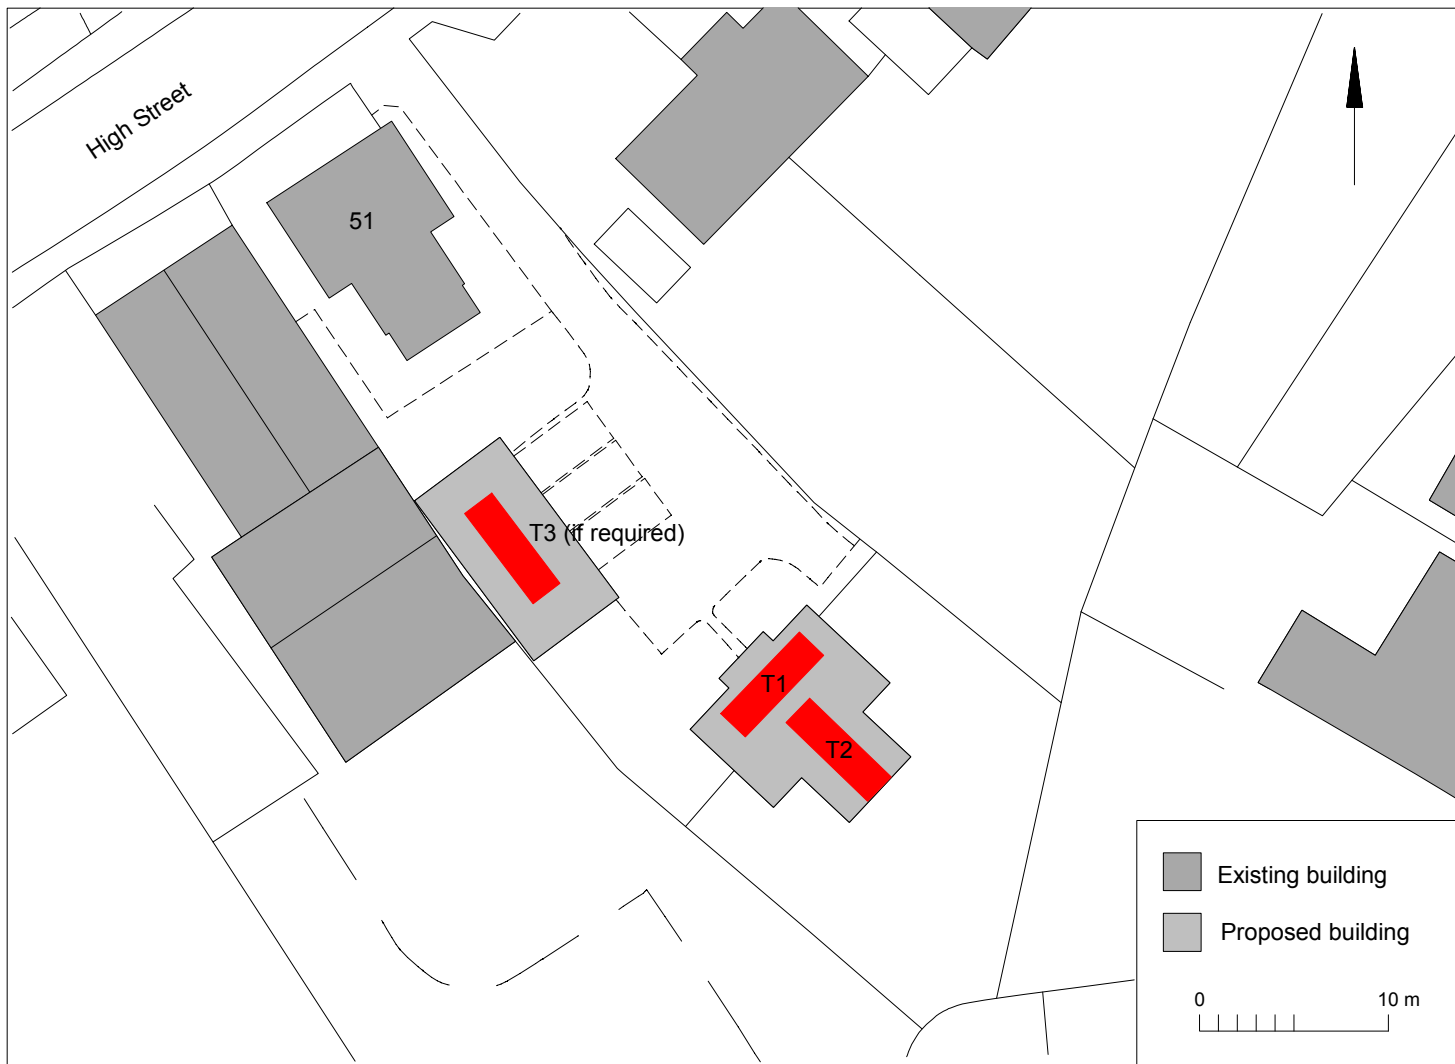 High Street
51
T3 (if required)
T1
T2
Existing building
Proposed building
0 10 m